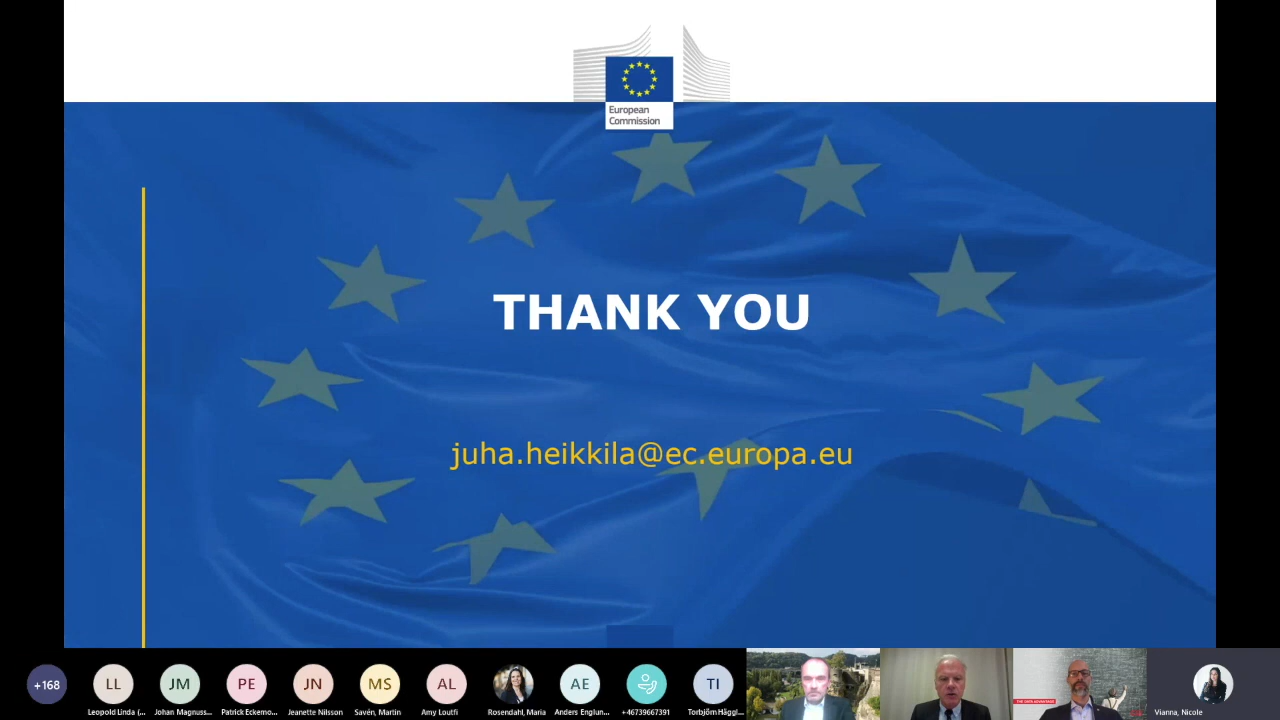 European
Commission
THANK YOU
juha.heikkila@ec.europa.eu
+168
LL
JM
PE
JN
MS
AL
AE
TI
Leopold Linda (...
Johan Magnuss...
Patrick Eckemo...
Jeanette Nilsson
Savén, Martin
Amy Loutfi
Rosendahl, Maria
Anders Englun...
+46739667391
Torbjörn Häggl...
Vianna, Nicole